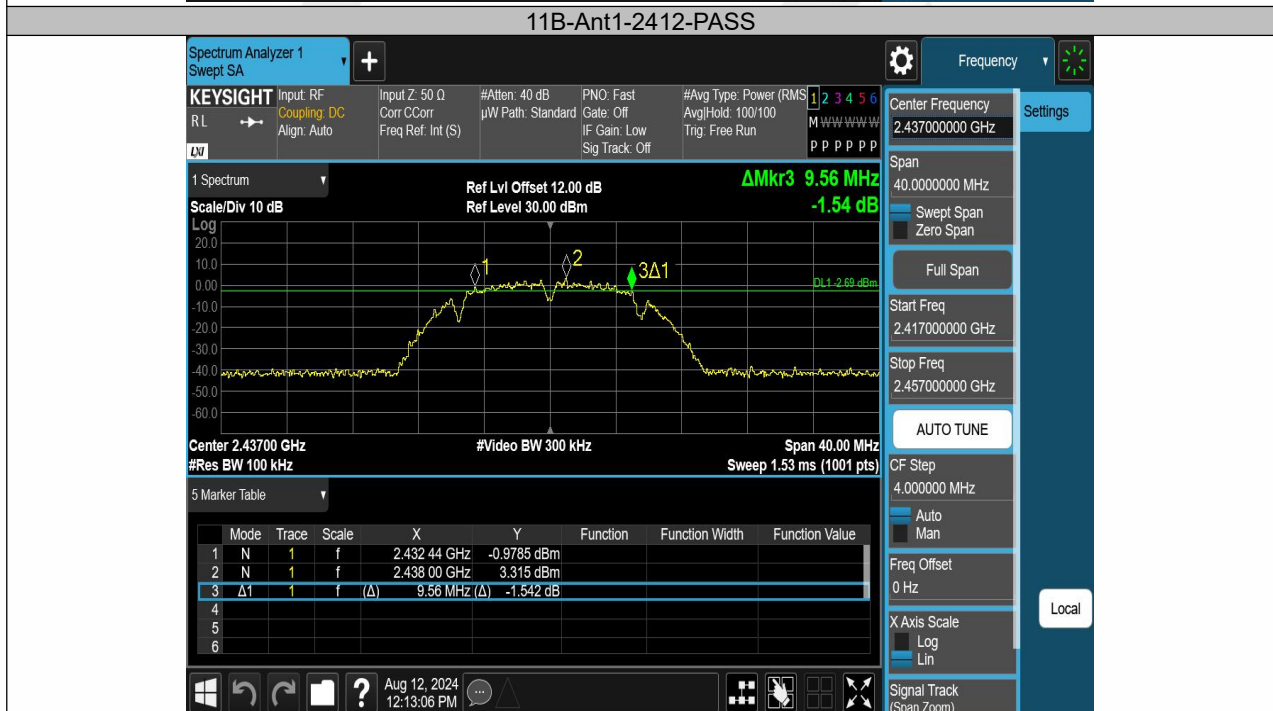 11B-Ant1-2412-PASS
Spectrum Analyzer 1
Swept SA
+
Frequency
KEYSIGHT
RL
LXI
Input: RF
Coupling: DC
Align: Auto
Input Z: 50 Ω
Corr CCorr
Freq Ref: Int (S)
#Atten: 40 dB
µW Path: Standard
PNO: Fast
Gate: Off
IF Gain: Low
Sig Track: Off
#Avg Type: Power (RMS
Avg|Hold: 100/100
Trig: Free Run
1 2 3 4 5 6
M W W W W W
P P P P P P
1 Spectrum
Scale/Div 10 dB
Ref Lvl Offset 12.00 dB
Ref Level 30.00 dBm
ΔMkr3 9.56 MHz
-1.54 dB
Log
20.0
10.0
0.00
-10.0
-20.0
-30.0
-40.0
-50.0
-60.0
1
2
3Δ1
DL1 -2.69 dBm
Center 2.43700 GHz
#Video BW 300 kHz
Span 40.00 MHz
#Res BW 100 kHz
Sweep 1.53 ms (1001 pts)
5 Marker Table
Mode Trace Scale X Y Function Function Width Function Value
1 N 1 f 2.432 44 GHz -0.9785 dBm
2 N 1 f 2.438 00 GHz 3.315 dBm
3 Δ1 1 f (Δ) 9.56 MHz (Δ) -1.542 dB
4
5
6
Center Frequency
2.437000000 GHz
Settings
Span
40.0000000 MHz
Swept Span
Zero Span
Full Span
Start Freq
2.417000000 GHz
Stop Freq
2.457000000 GHz
AUTO TUNE
CF Step
4.000000 MHz
Auto
Man
Freq Offset
0 Hz
X Axis Scale
Log
Lin
Local
Signal Track
(Span Zoom)
?
Aug 12, 2024
12:13:06 PM